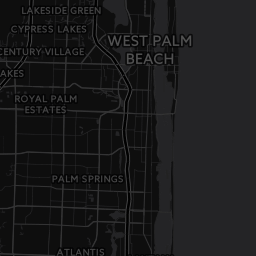 LAKESIDE GREEN
CYPRESS LAKES
WEST PALM
BEACH
CENTURY VILLAGE
AKES
ROYAL PALM
ESTATES
PALM SPRINGS
ATLANTIS